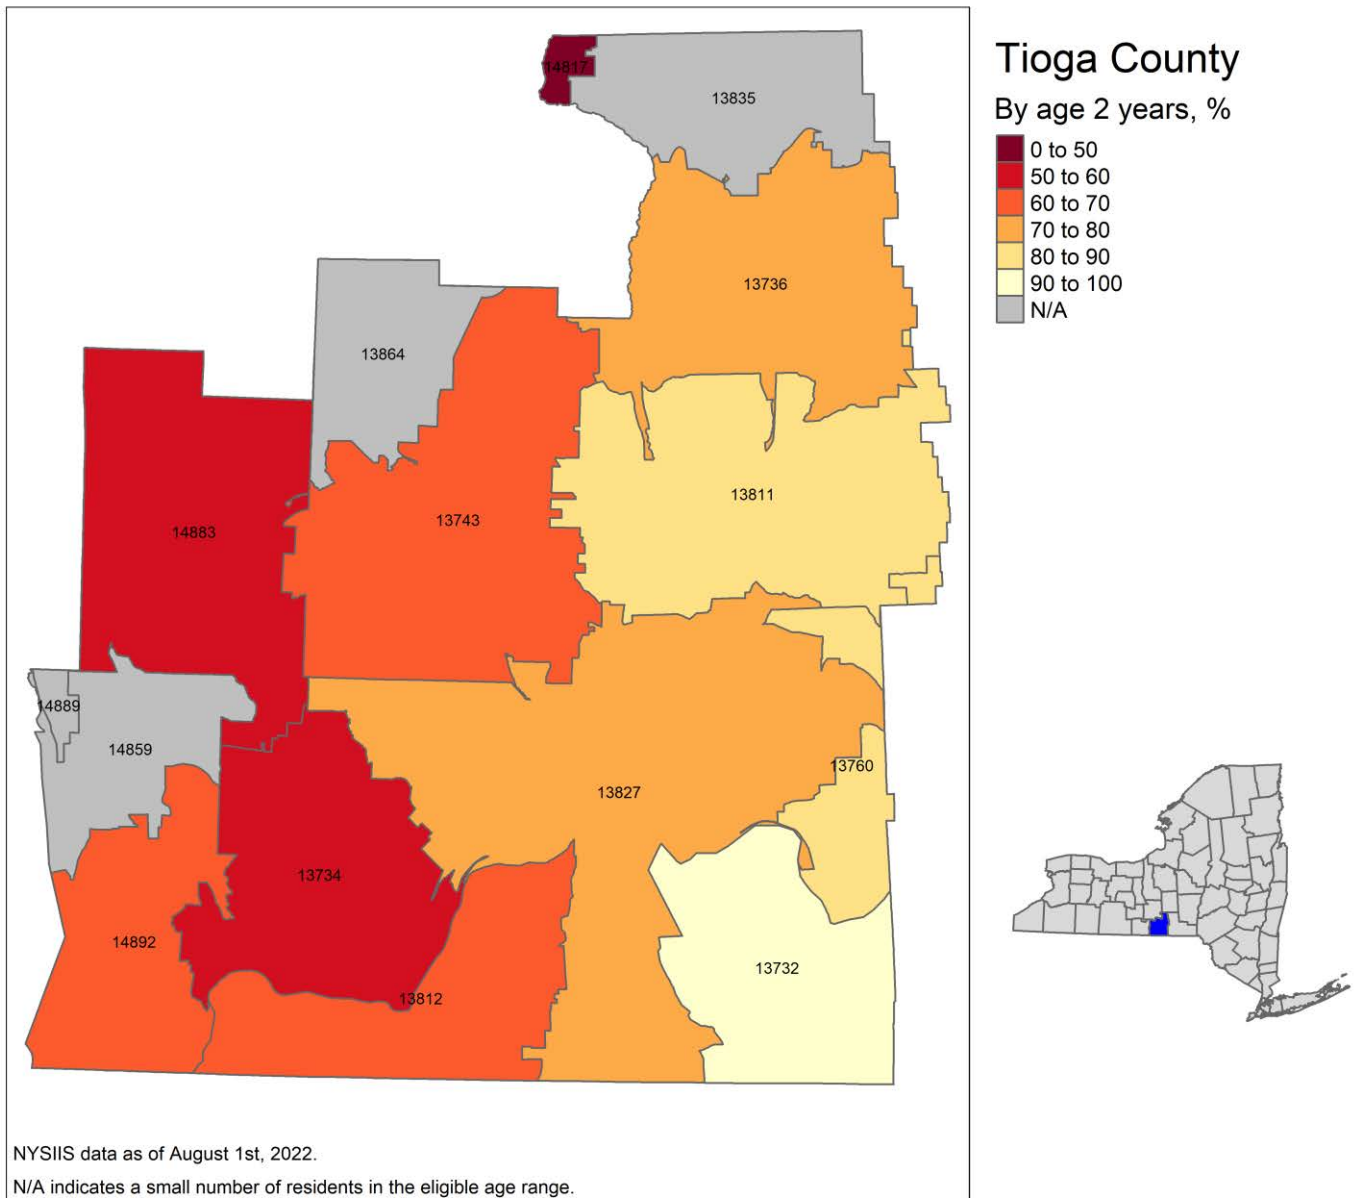 Tioga County
By age 2 years, %
0 to 50
50 to 60
60 to 70
70 to 80
80 to 90
90 to 100
N/A
14817
13835
13736
13864
13811
13743
14883
14889
14859
13760
13827
13734
14892
13732
13812
NYSIIS data as of August 1st, 2022.
N/A indicates a small number of residents in the eligible age range.